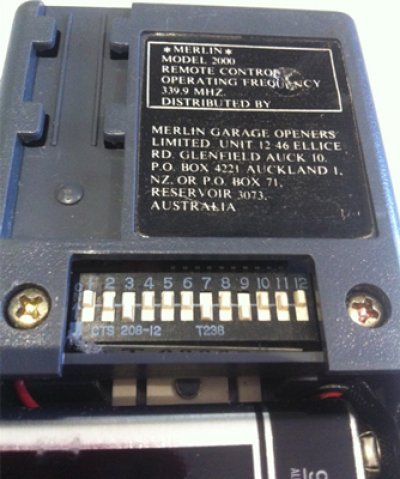 *MERLIN*
MODEL 2000
REMOTE CONTROL
OPERATING FREQUENCY
339.9 MHZ.
DISTRIBUTED BY
MERLIN GARAGE OPENERS
LIMITED UNIT 12 46 ELLICE
RD. GLENFIELD AUCK 10.
P.O. BOX 4221 AUCKLAND 1,
NZ. OR P.O. BOX 71,
RESERVOIR 3073,
AUSTRALIA
1 2 3 4 5 6 7 8 9 10 11 12
CTS 208-12 T238